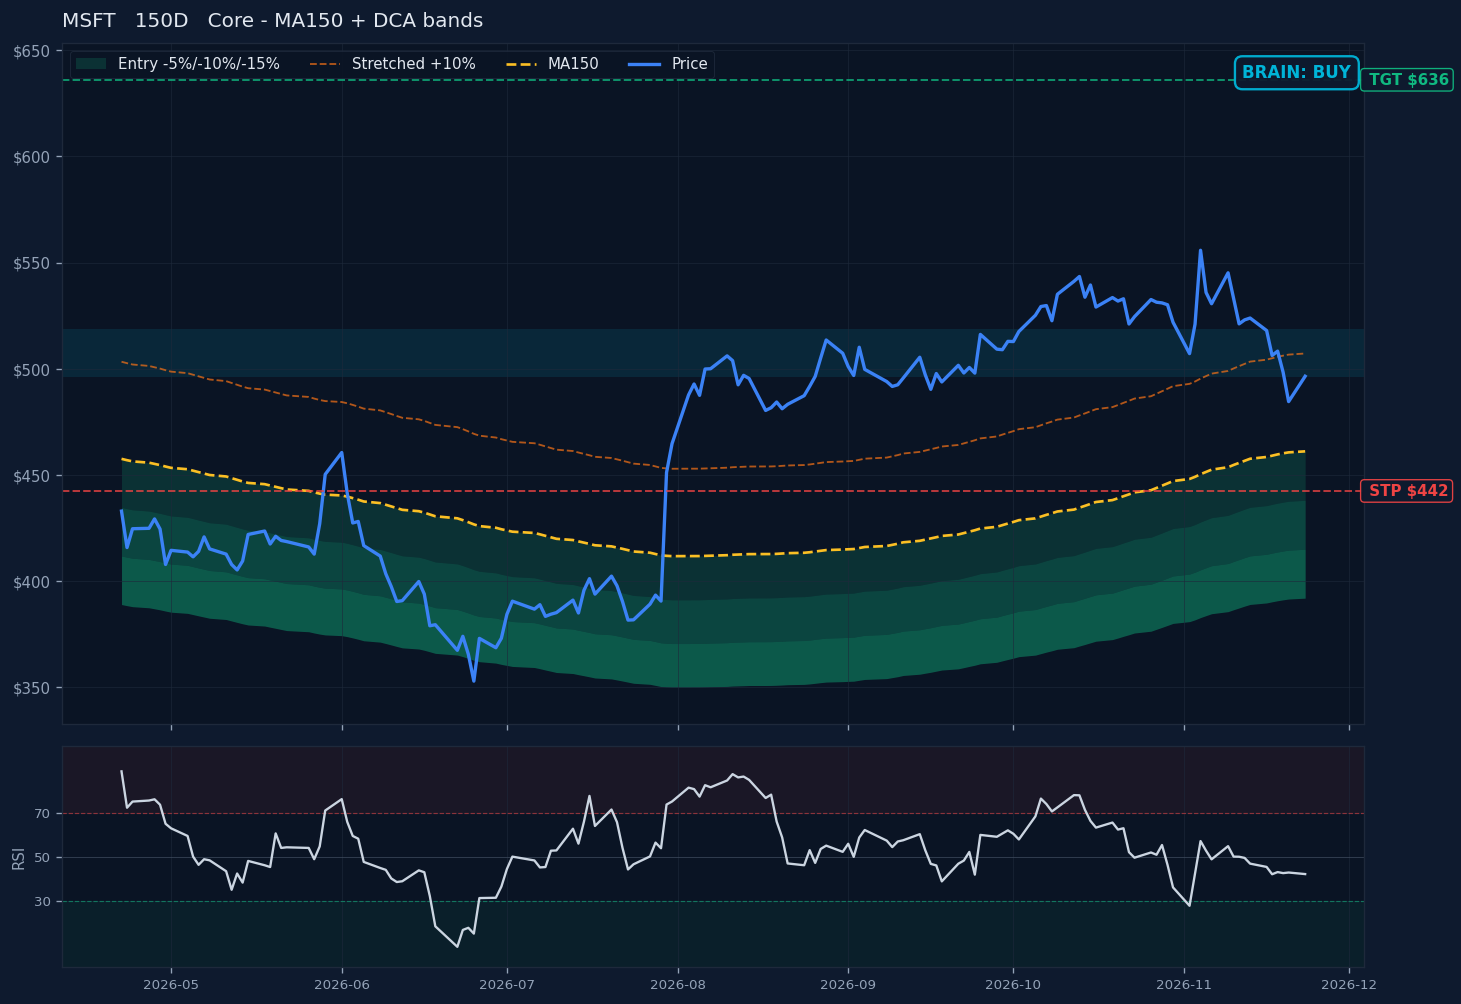 MSFT 150D Core - MA150 + DCA bands
$650
Entry -5%/-10%/-15% Stretched +10% MA150 Price
BRAIN: BUY
TGT $636
$600
$550
$500
$450
STP $442
$400
$350
RSI
70
50
30
2026-05 2026-06 2026-07 2026-08 2026-09 2026-10 2026-11 2026-12